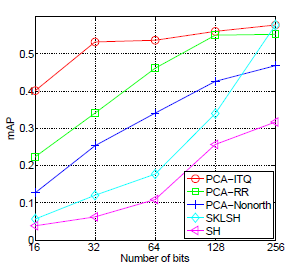 0.5
0.4
0.3
0.2
0.1
0
mAP
16 32 64 128 256
Number of bits
PCA−ITQ
PCA−RR
PCA−Nonorth
SKLSH
SH